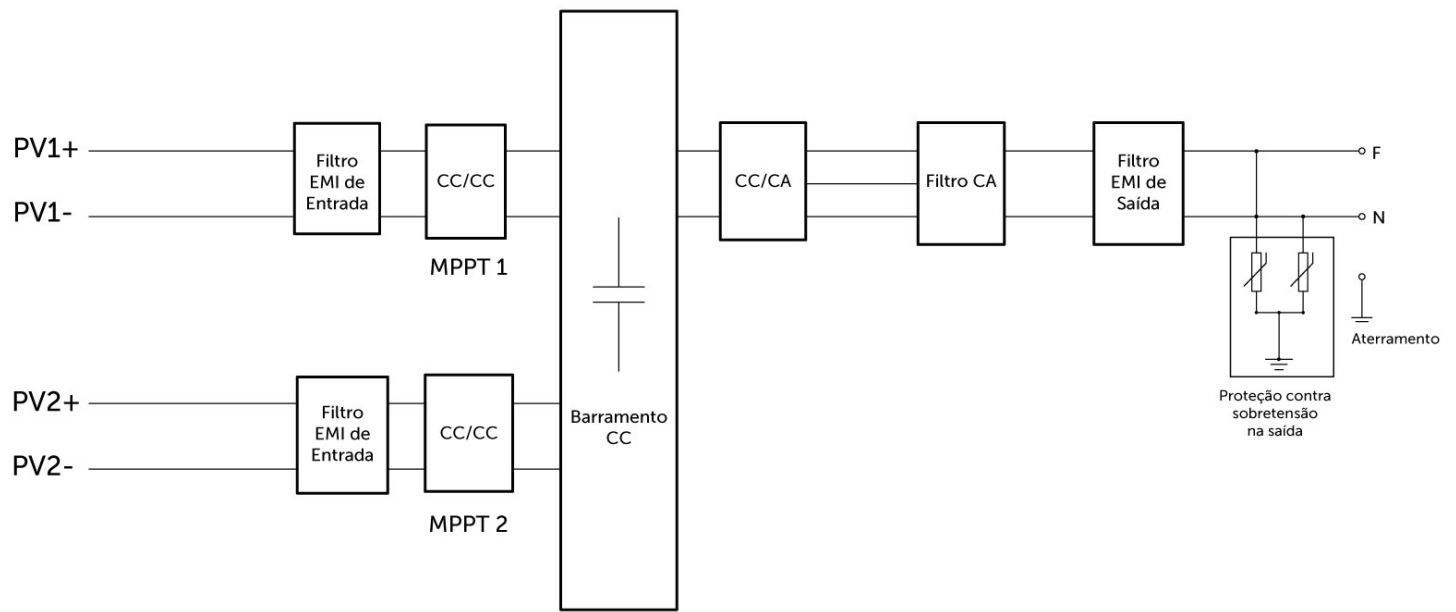 PV1+
PV1-
Filtro
EMI de
Entrada
CC/CC
MPPT 1
PV2+
PV2-
Filtro
EMI de
Entrada
CC/CC
MPPT 2
Barramento
CC
CC/CA
Filtro CA
Filtro
EMI de
Saída
F
N
Aterramento
Proteção contra
sobretensão
na saída